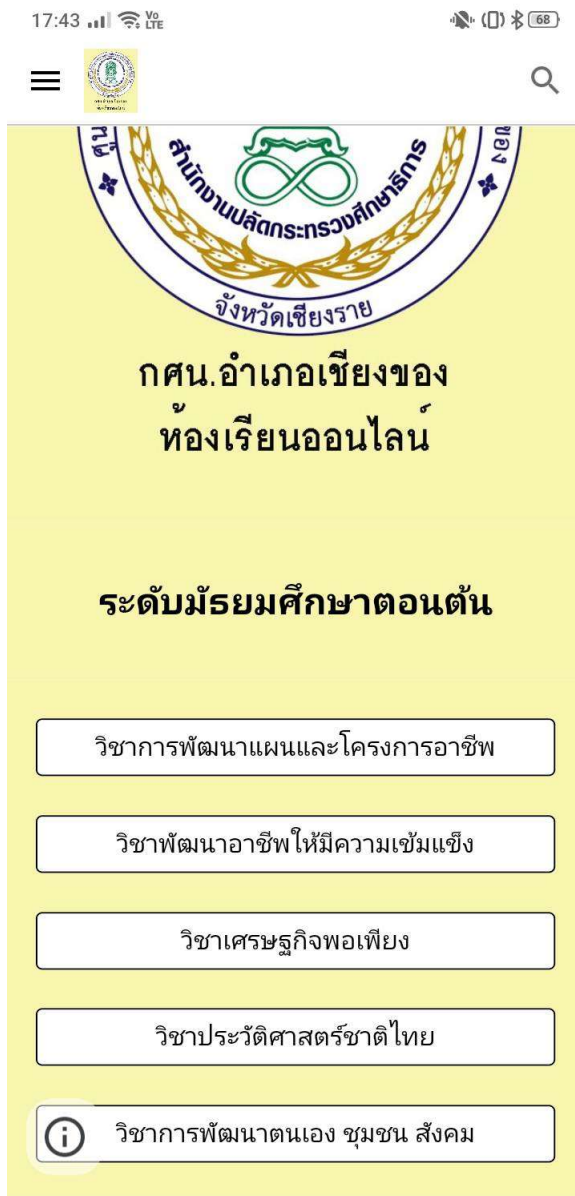 17:43
Vo
LTE
68
ของ
สำนักงานปลัดกระทรวงศึกษาธิการ
จังหวัดเชียงราย
กศน.อำเภอเชียงของ
ห้องเรียนออนไลน์
ระดับมัธยมศึกษาตอนต้น
วิชาการพัฒนาแผนและโครงการอาชีพ
วิชาพัฒนาอาชีพให้มีความเข้มแข็ง
วิชาเศรษฐกิจพอเพียง
วิชาประวัติศาสตร์ชาติไทย
วิชาการพัฒนาตนเอง ชุมชน สังคม